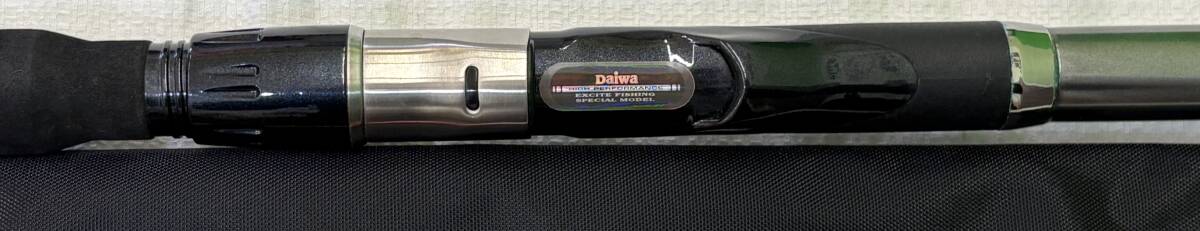 Daiwa
HIGH PERFORMANCE
EXCITE FISHING
SPECIAL MODEL